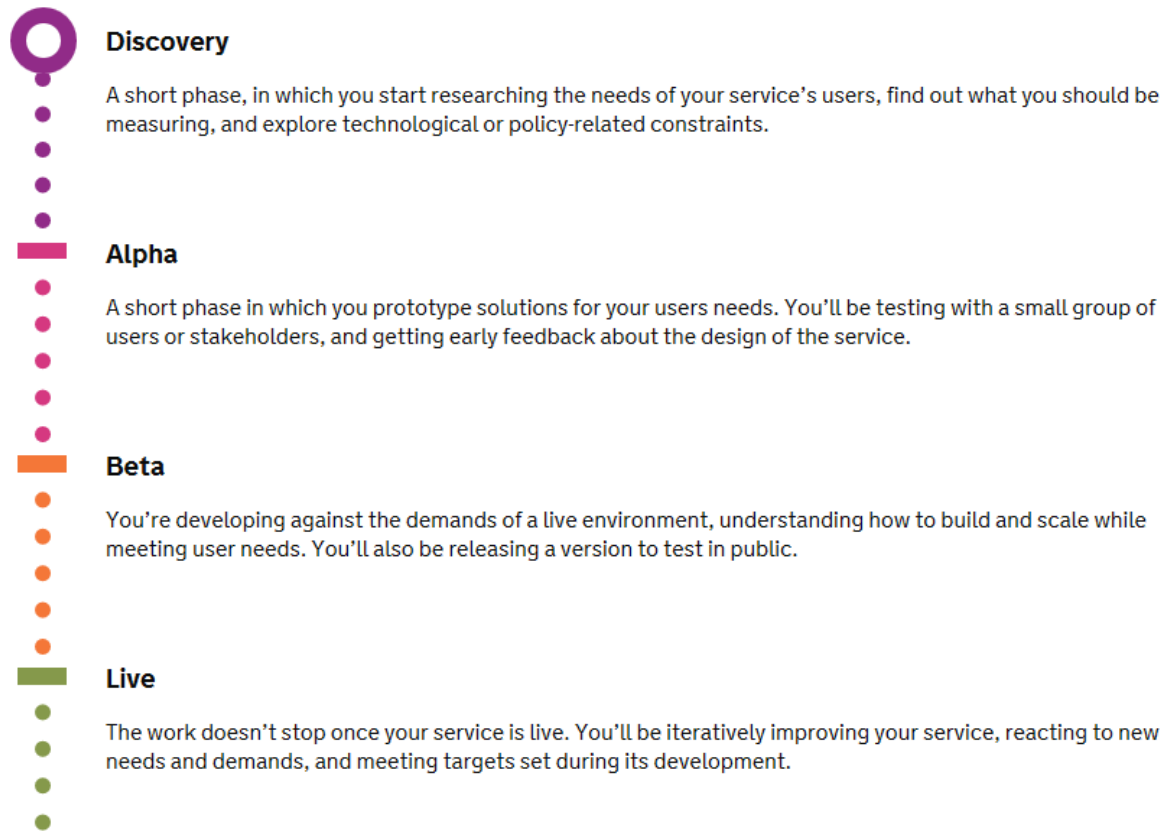 Discovery
A short phase, in which you start researching the needs of your service’s users, find out what you should be
measuring, and explore technological or policy-related constraints.
Alpha
A short phase in which you prototype solutions for your users needs. You’ll be testing with a small group of
users or stakeholders, and getting early feedback about the design of the service.
Beta
You’re developing against the demands of a live environment, understanding how to build and scale while
meeting user needs. You’ll also be releasing a version to test in public.
Live
The work doesn’t stop once your service is live. You’ll be iteratively improving your service, reacting to new
needs and demands, and meeting targets set during its development.